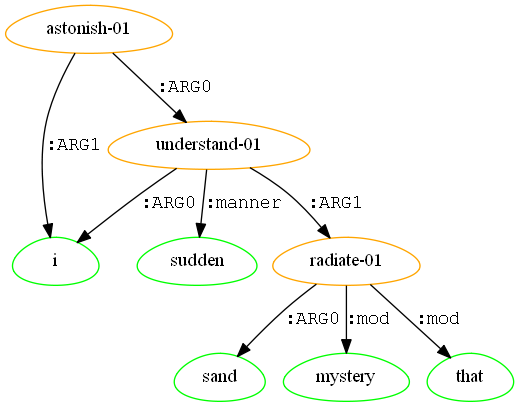 astonish-01
:ARG0
:ARG1
understand-01
:ARG0 :manner :ARG1
i sudden radiate-01
:ARG0 :mod :mod
sand mystery that